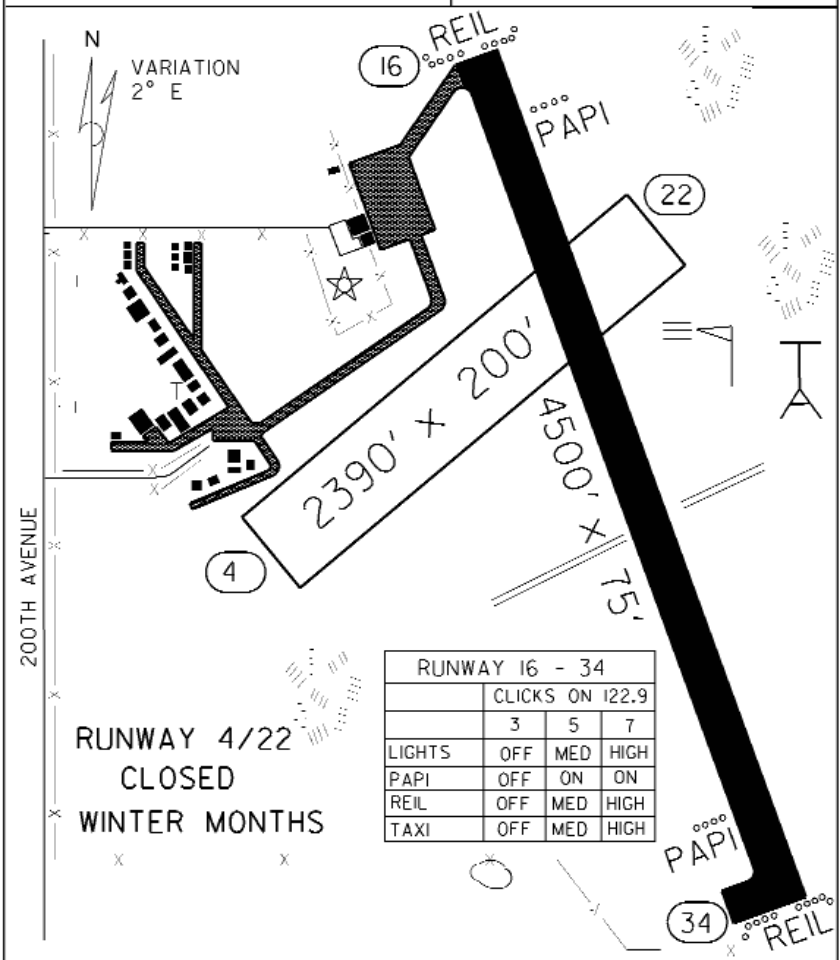 REIL
16
N
VARIATION
2° E
PAPI
22
2390' X 200'
4500' X 75'
4
200TH AVENUE
RUNWAY 16 - 34
CLICKS ON 122.9
3 5 7
LIGHTS OFF MED HIGH
PAPI OFF ON ON
REIL OFF MED HIGH
TAXI OFF MED HIGH
RUNWAY 4/22
CLOSED
WINTER MONTHS
PAPI
34
REIL